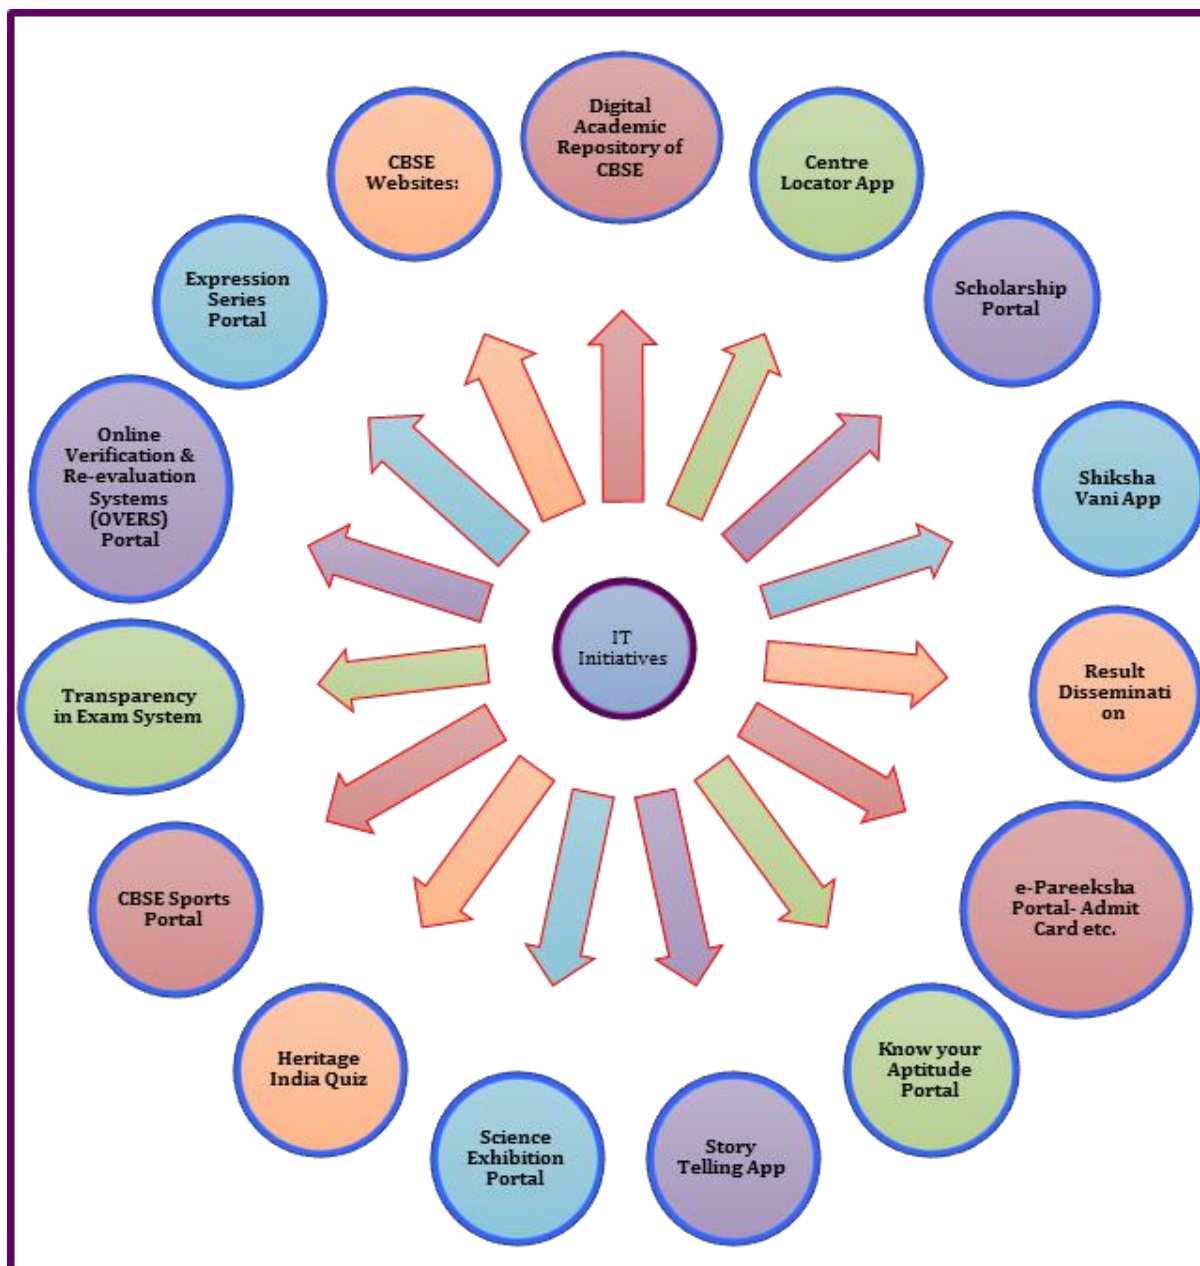 Digital
Academic
Repository of
CBSE
Centre
Locator App
Scholarship
Portal
Shiksha
Vani App
Result
Disseminati
on
e-Pareeksha
Portal- Admit
Card etc.
Know your
Aptitude
Portal
Story
Telling App
Science
Exhibition
Portal
Heritage
India Quiz
CBSE Sports
Portal
Transparency
in Exam System
Online
Verification &
Re-evaluation
Systems
(OVERS)
Portal
Expression
Series
Portal
CBSE
Websites:
IT
Initiatives